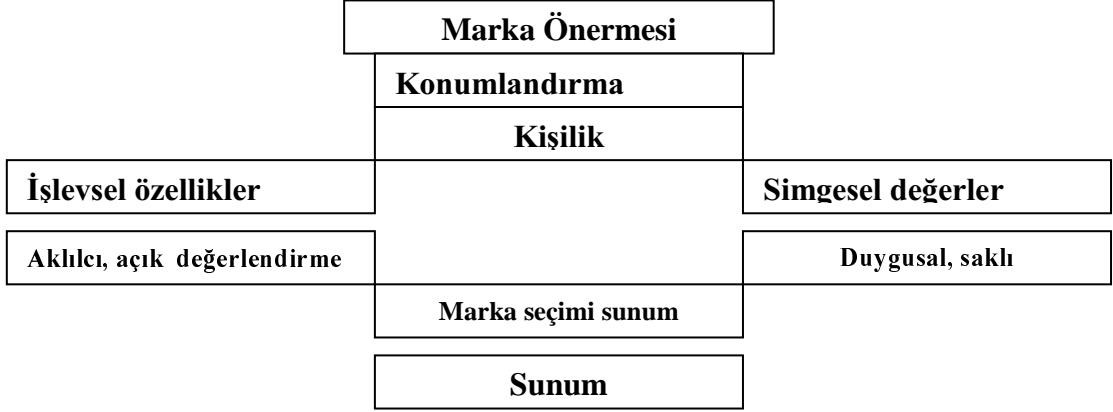 Marka Önermesi
Konumlandırma
Kişilik
İşlevsel özellikler
Simgesel değerler
Aklılcı, açık değerlendirme
Duygusal, saklı
Marka seçimi sunum
Sunum